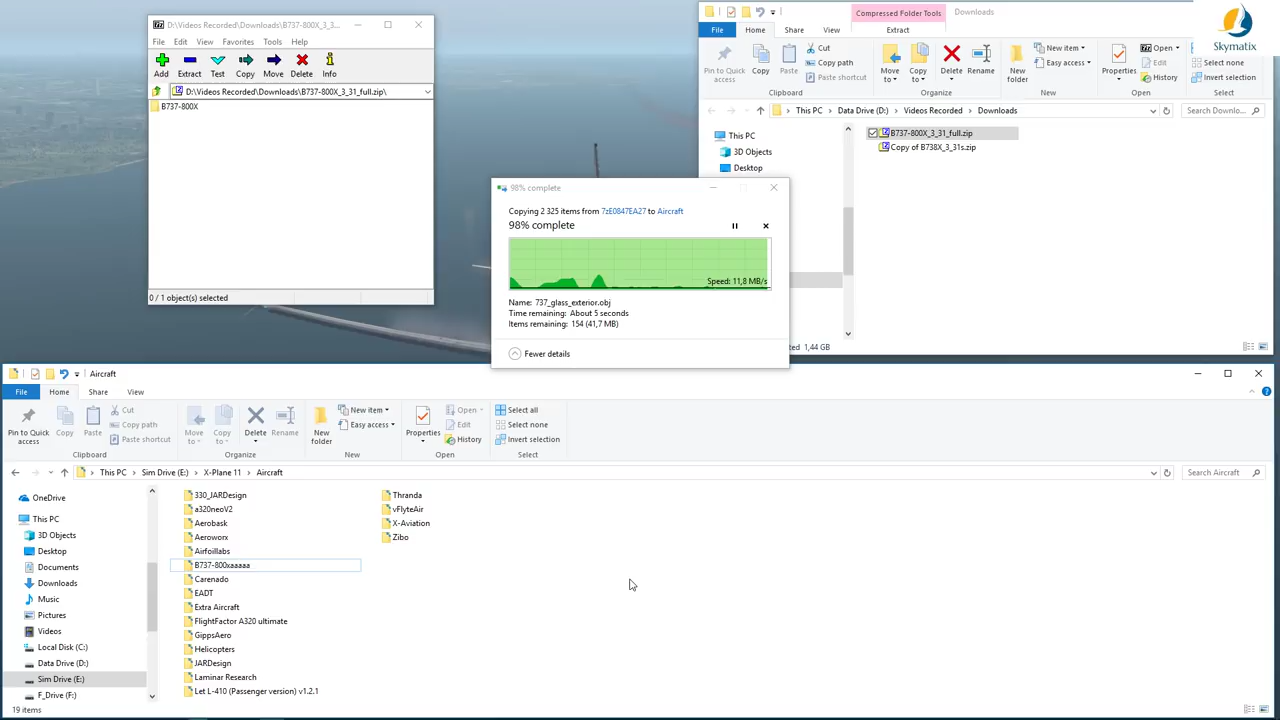 D:\Videos Recorded\Downloads\B737-800X_3_3...
File Edit View Favorites Tools Help
Add Extract Test Copy Move Delete Info
D:\Videos Recorded\Downloads\B737-800X_3_31_full.zip\
B737-800X
0 / 1 object(s) selected
Compressed Folder Tools Downloads
File Home Share View Extract
Pin to Quick access
Copy
Paste
Cut
Copy path
Paste shortcut
Clipboard
Move to
Copy to
Delete
Rename
Organize
New folder
New item
Easy access
New
Properties
Open
Edit
History
Open
Select none
Invert selection
Select
This PC Data Drive (D:) Videos Recorded Downloads
Search Downlo...
This PC
3D Objects
Desktop
B737-800X_3_31_full.zip
Copy of B738X_3_31s.zip
ted 1,44 GB
Skymatix
98% complete
Copying 2 325 items from 7zE0847EA27 to Aircraft
98% complete
Speed: 11,8 MB/s
Name: 737_glass_exterior.obj
Time remaining: About 5 seconds
Items remaining: 154 (41,7 MB)
Fewer details
Aircraft
File Home Share View
Pin to Quick access
Copy
Paste
Cut
Copy path
Paste shortcut
Clipboard
Move to
Copy to
Delete
Rename
Organize
New folder
New item
Easy access
New
Properties
Open
Edit
History
Open
Select all
Select none
Invert selection
Select
This PC Sim Drive (E:) X-Plane 11 Aircraft
Search Aircraft
OneDrive
This PC
3D Objects
Desktop
Documents
Downloads
Music
Pictures
Videos
Local Disk (C:)
Data Drive (D:)
Sim Drive (E:)
F_Drive (F:)
330_JARDesign
a320neoV2
Aerobask
Aeroworx
Airfoillabs
B737-800xaaaaa
Carenado
EADT
Extra Aircraft
FlightFactor A320 ultimate
GippsAero
Helicopters
JARDesign
Laminar Research
Let L-410 (Passenger version) v1.2.1
Thranda
vFlyteAir
X-Aviation
Zibo
19 items